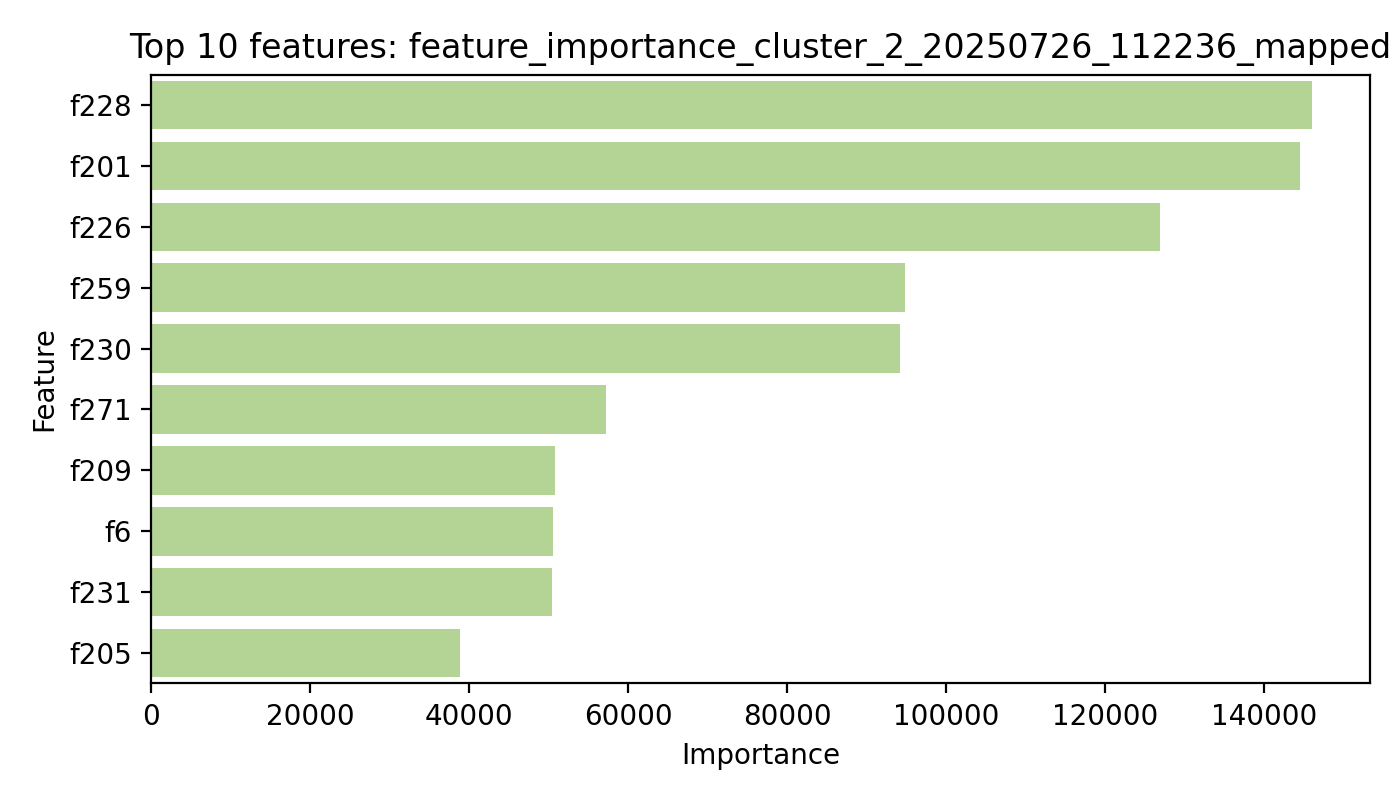 Top 10 features: feature_importance_cluster_2_20250726_112236_mapped
f228
f201
f226
f259
f230
f271
f209
f6
f231
f205
Feature
0 20000 40000 60000 80000 100000 120000 140000
Importance